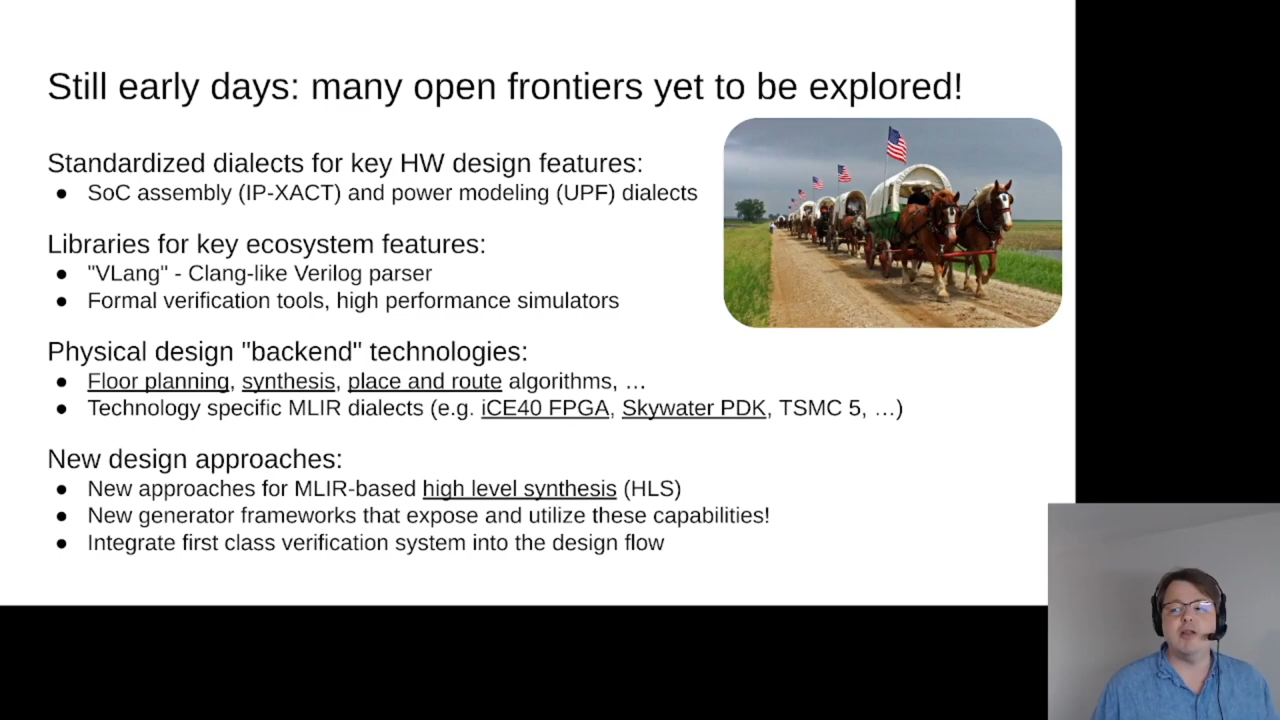 Still early days: many open frontiers yet to be explored!
Standardized dialects for key HW design features:
● SoC assembly (IP-XACT) and power modeling (UPF) dialects
Libraries for key ecosystem features:
● "VLang" - Clang-like Verilog parser
● Formal verification tools, high performance simulators
Physical design "backend" technologies:
● Floor planning, synthesis, place and route algorithms, …
● Technology specific MLIR dialects (e.g. iCE40 FPGA, Skywater PDK, TSMC 5, …)
New design approaches:
● New approaches for MLIR-based high level synthesis (HLS)
● New generator frameworks that expose and utilize these capabilities!
● Integrate first class verification system into the design flow